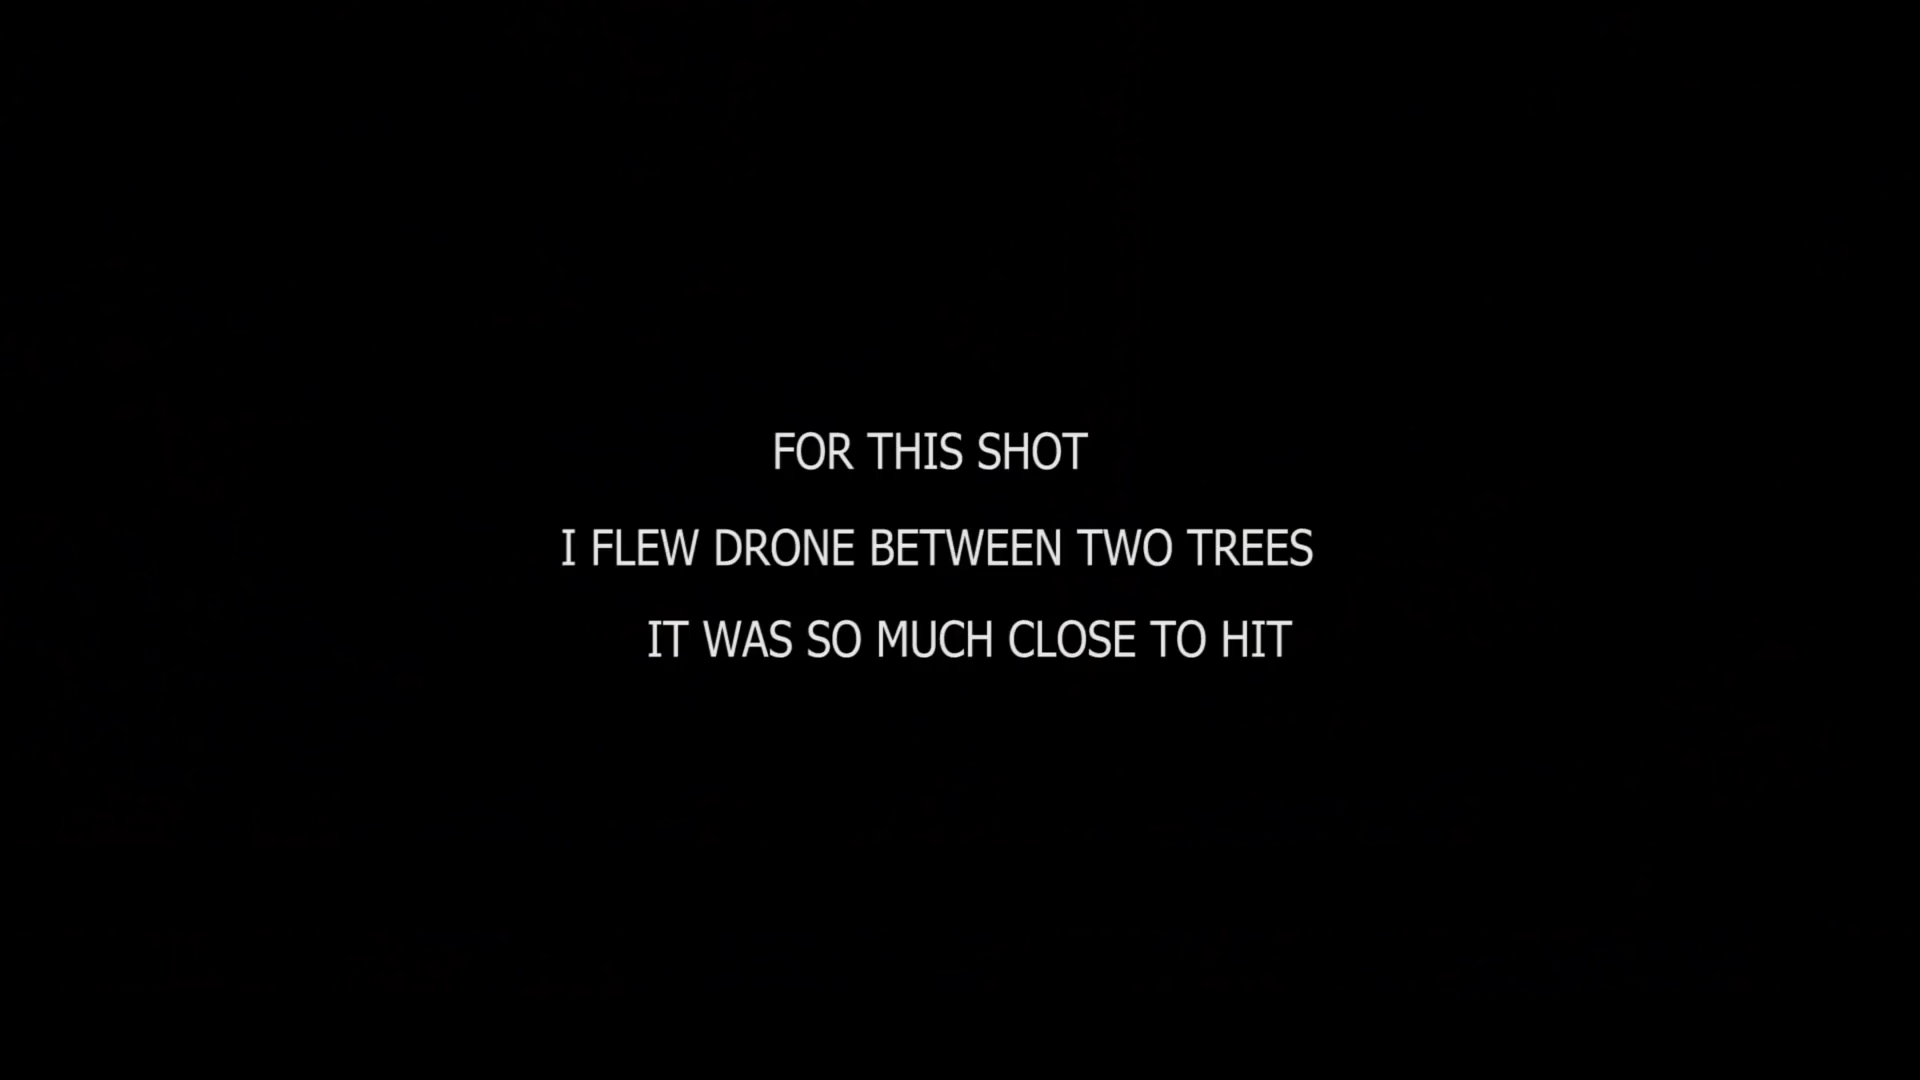 FOR THIS SHOT
I FLEW DRONE BETWEEN TWO TREES
IT WAS SO MUCH CLOSE TO HIT